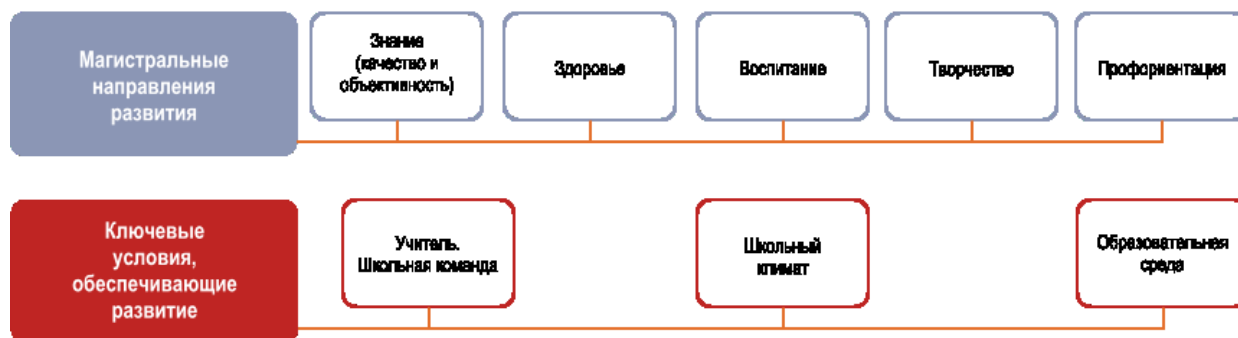 Магистральные
направления
развития
Знание
(качество и
объективность)
Здоровье
Воспитание
Творчество
Профориентация
Ключевые
условия,
обеспечивающие
развитие
Учитель.
Школьная команда
Школьный
климат
Образовательная
среда